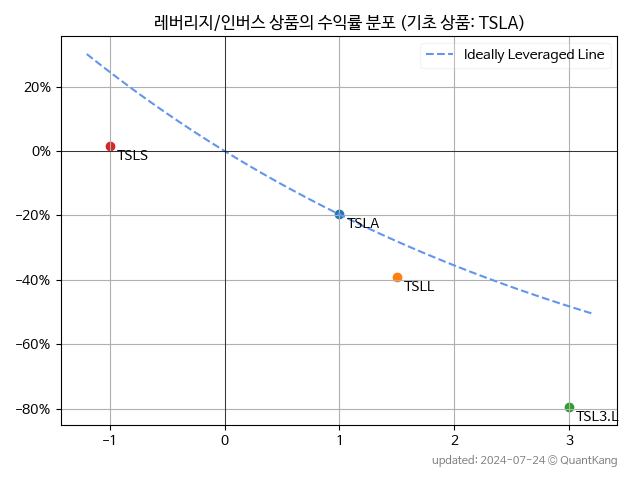 레버리지/인버스 상품의 수익률 분포 (기초 상품: TSLA)
Ideally Leveraged Line
20%
0%
−20%
−40%
−60%
−80%
TSLS
TSLA
TSLL
TSL3.L
−1 0 1 2 3
updated: 2024-07-24 © QuantKang